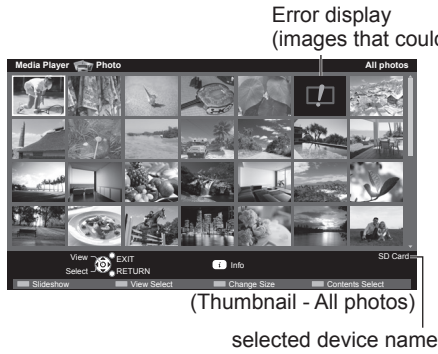 Error display
(images that could
Media Player Photo All photos
View EXIT
Select RETURN
i Info
SD Card
Slideshow View Select Change Size Contents Select
(Thumbnail - All photos)
selected device name